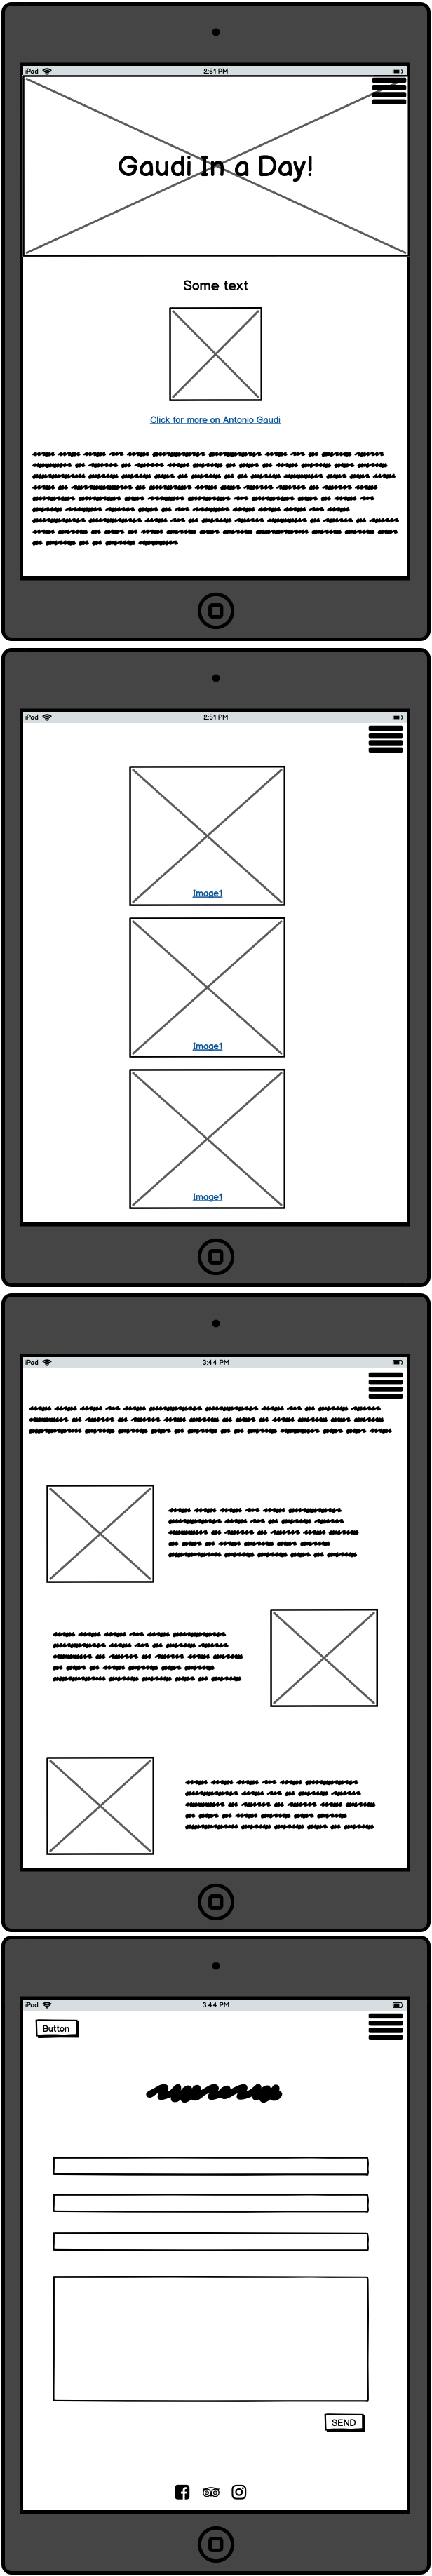 iPad 2:51 PM
Gaudi In a Day!
Some text
Click for more on Antonio Gaudi
iPad 2:51 PM
Image1
Image1
Image1
iPad 3:44 PM
iPad 3:44 PM
Button
SEND